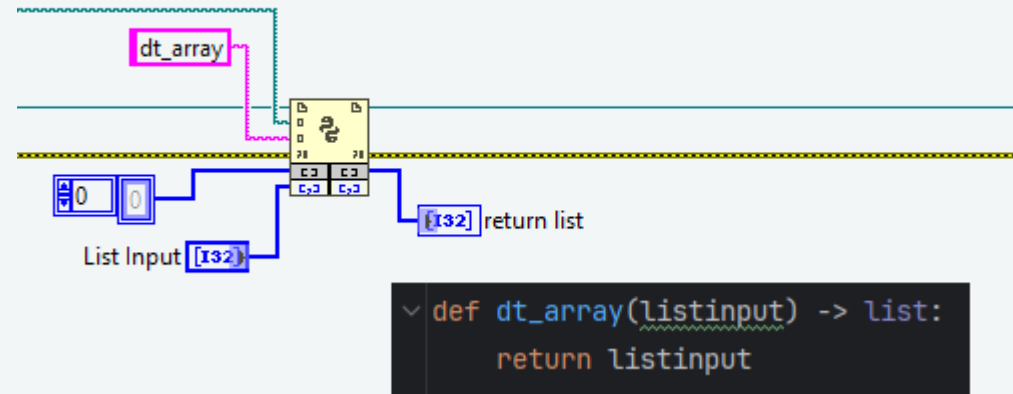 dt_array
0
0
List Input
[I32]
[I32]
return list
def dt_array(listinput) -> list:
return listinput